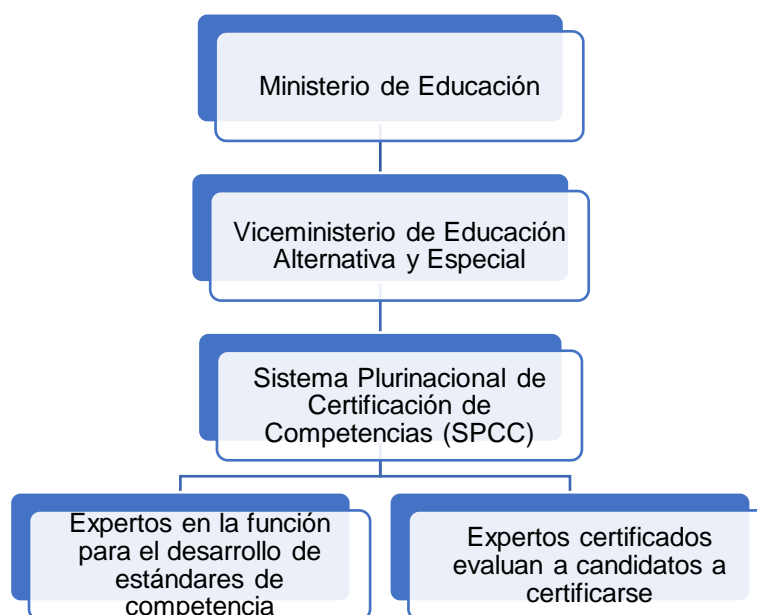 Ministerio de Educación
Viceministerio de Educación
Alternativa y Especial
Sistema Plurinacional de
Certificación de
Competencias (SPCC)
Expertos en la función
para el desarrollo de
estándares de
competencia
Expertos certificados
evaluan a candidatos a
certificarse